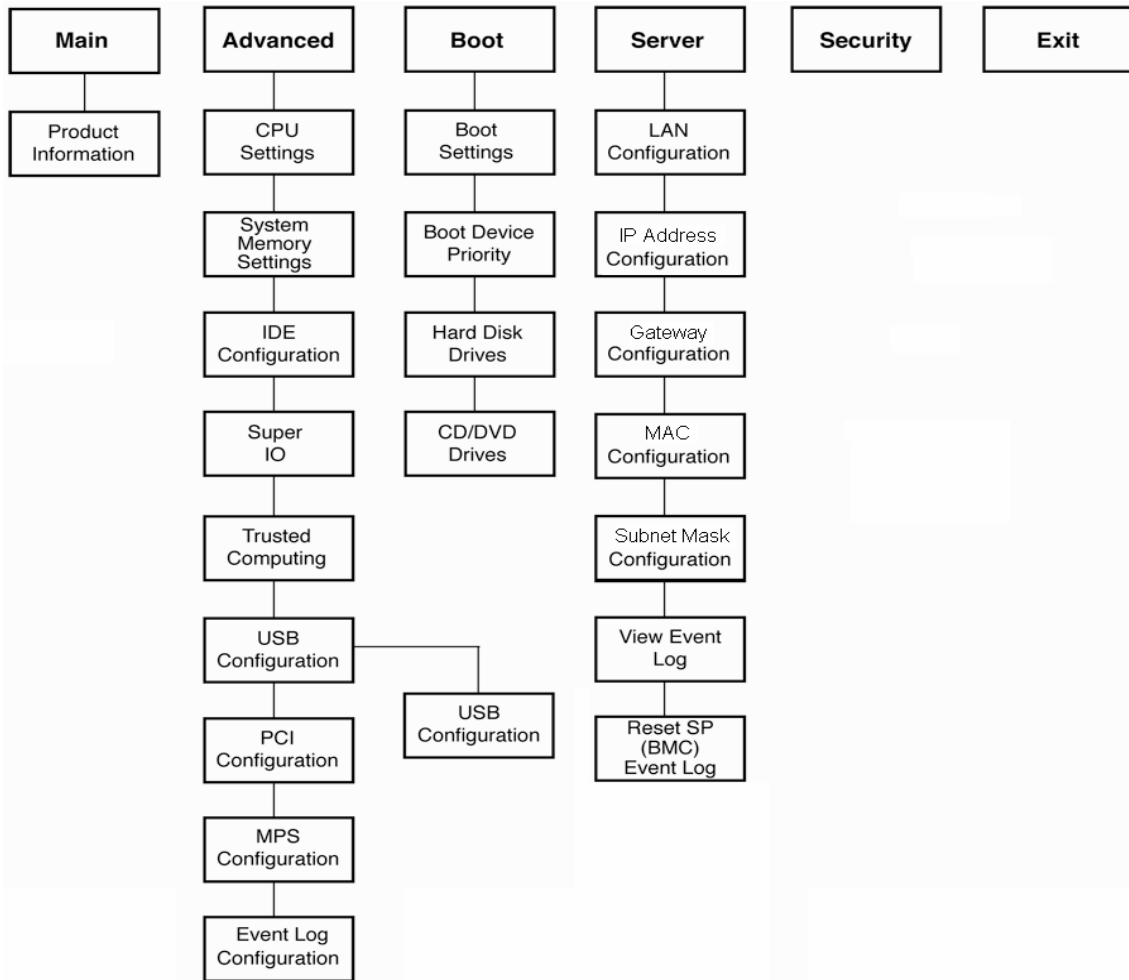 Main
Advanced
Boot
Server
Security
Exit
Product
Information
CPU
Settings
System
Memory
Settings
IDE
Configuration
Super
IO
Trusted
Computing
USB
Configuration
USB
Configuration
PCI
Configuration
MPS
Configuration
Event Log
Configuration
Boot
Settings
Boot Device
Priority
Hard Disk
Drives
CD/DVD
Drives
LAN
Configuration
IP Address
Configuration
Gateway
Configuration
MAC
Configuration
Subnet Mask
Configuration
View Event
Log
Reset SP
(BMC)
Event Log